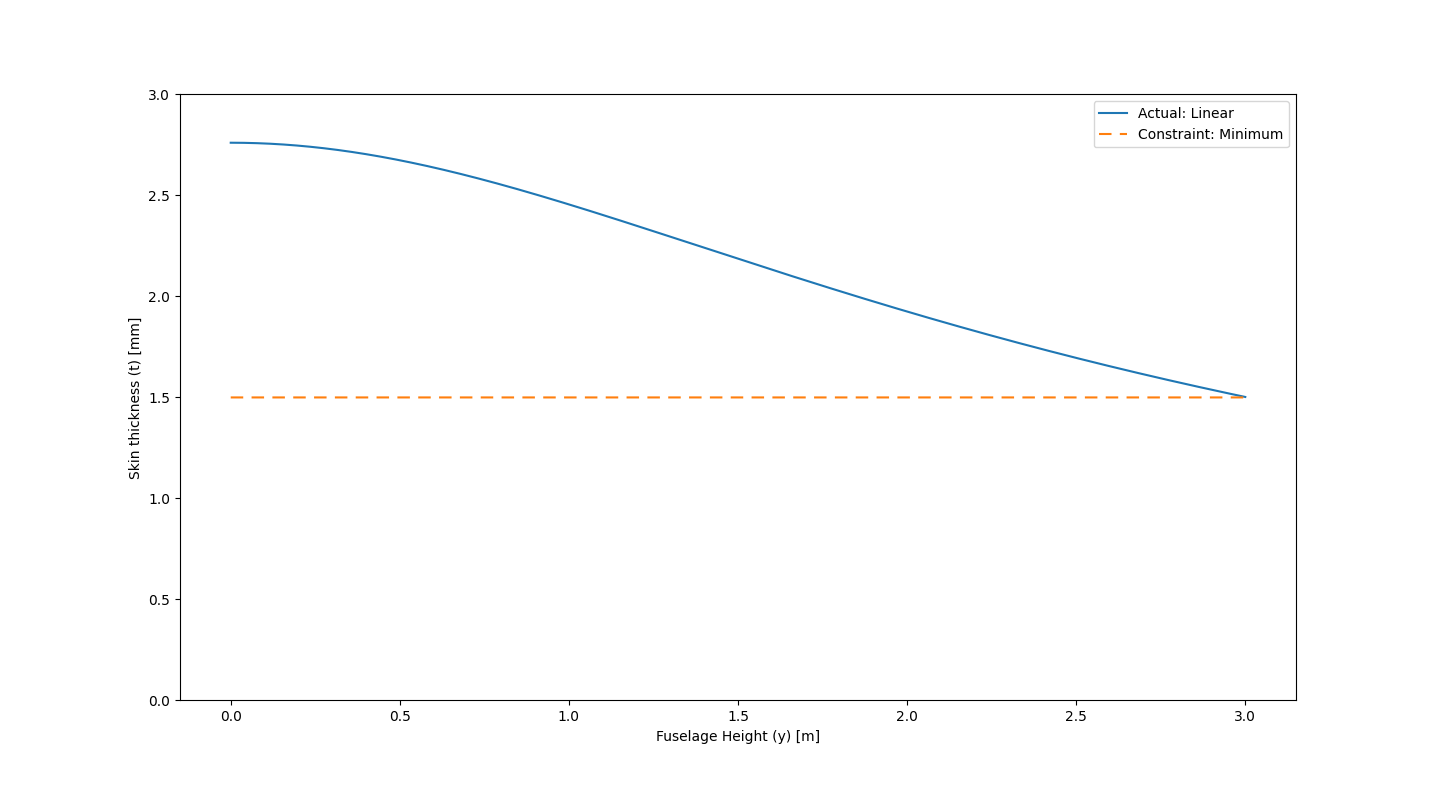 3.0
2.5
2.0
1.5
1.0
0.5
0.0
Skin thickness (t) [mm]
Actual: Linear
Constraint: Minimum
0.0 0.5 1.0 1.5 2.0 2.5 3.0
Fuselage Height (y) [m]